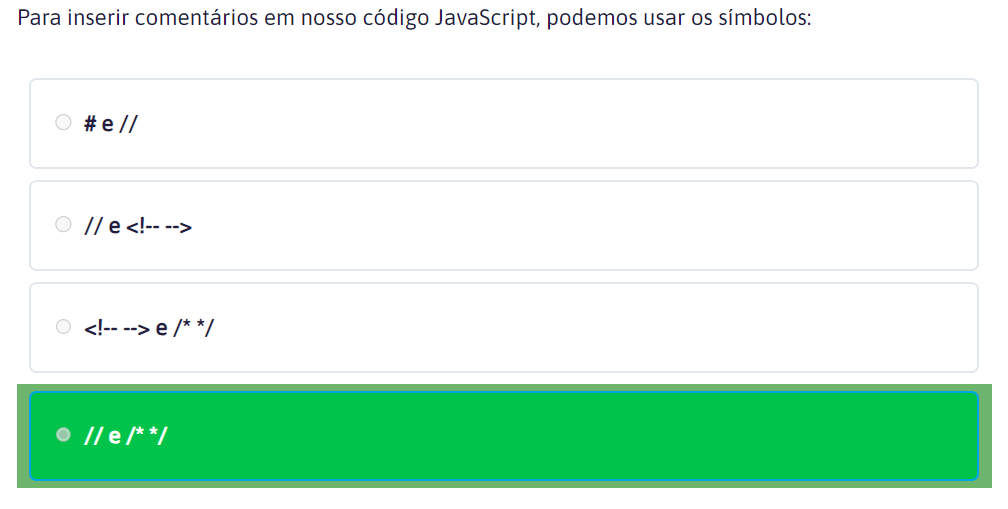 Para inserir comentários em nosso código JavaScript, podemos usar os símbolos:
# e //
// e <!-- -->
<!-- --> e /* */
// e /* */